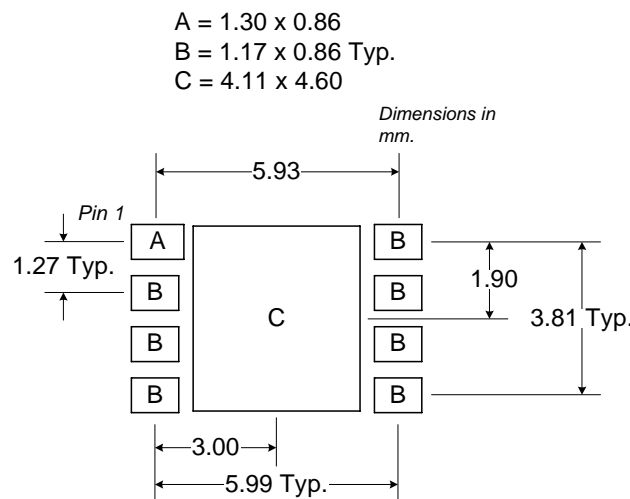 A = 1.30 x 0.86
B = 1.17 x 0.86 Typ.
C = 4.11 x 4.60
Dimensions in
mm.
5.93
Pin 1
A
B
1.27 Typ.
B
B
1.90
C
3.81 Typ.
B
B
B
B
3.00
5.99 Typ.